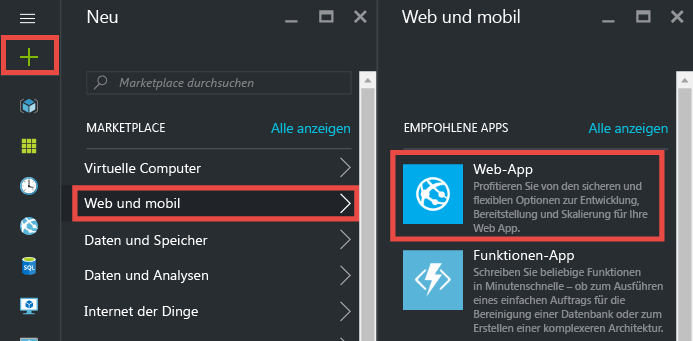 Neu
Marketplace durchsuchen
MARKETPLACE
Alle anzeigen
Virtuelle Computer
Web und mobil
Daten und Speicher
Daten und Analysen
Internet der Dinge
SQL
Web und mobil
EMPFOHLENE APPS
Alle anzeigen
Web-App
Profitieren Sie von den sicheren und
flexiblen Optionen zur Entwicklung,
Bereitstellung und Skalierung für Ihre
Web App.
Funktionen-App
Schreiben Sie beliebige Funktionen
in Minutenschnelle – ob zum Ausführen
eines einfachen Auftrags für die
Bereinigung einer Datenbank oder zum
Erstellen einer komplexeren Architektur.